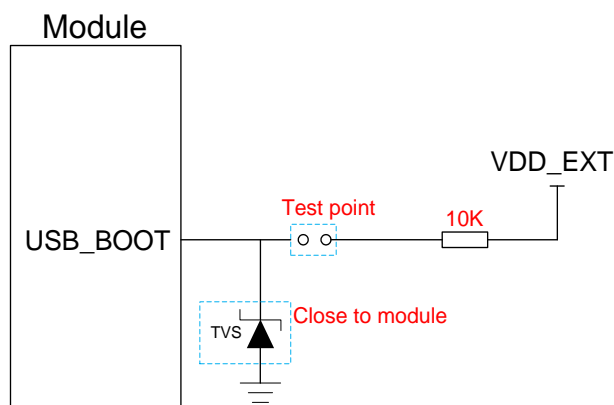 Module
VDD_EXT
Test point
10K
USB_BOOT
TVS
Close to module